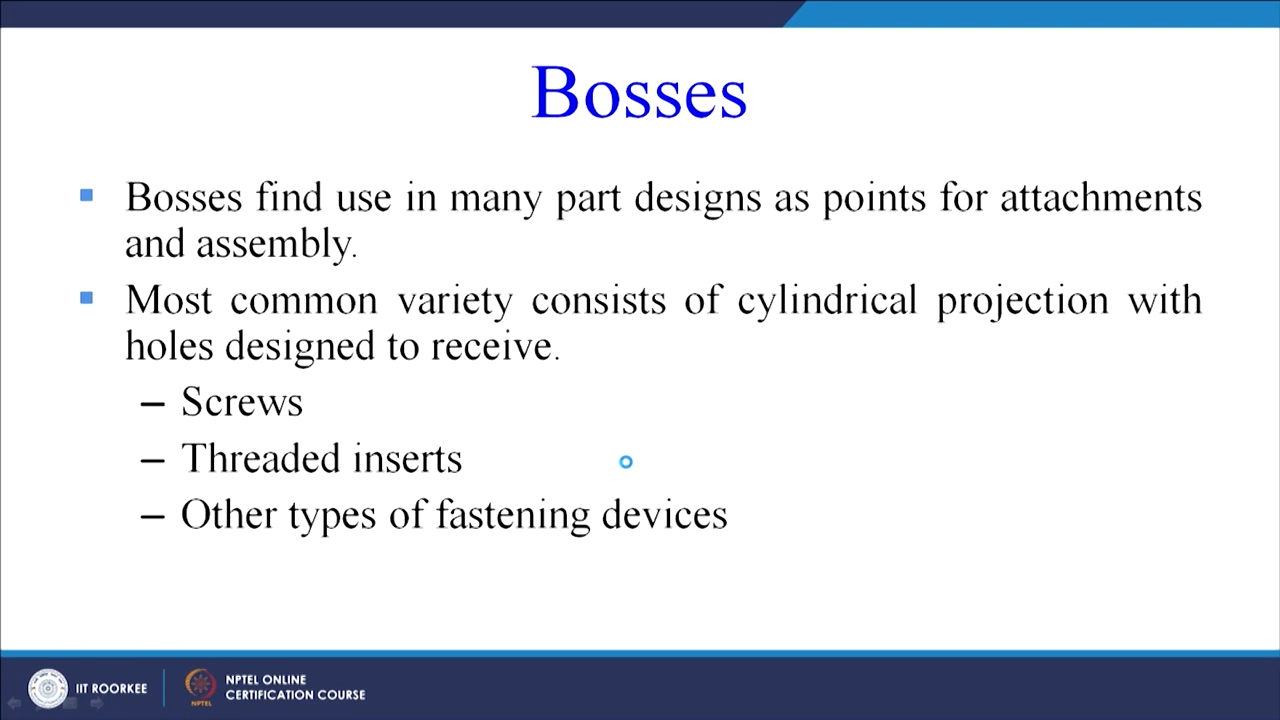 Bosses
Bosses find use in many part designs as points for attachments
and assembly.
Most common variety consists of cylindrical projection with
holes designed to receive.
– Screws
– Threaded inserts
– Other types of fastening devices
IIT ROORKEE
NPTEL ONLINE
CERTIFICATION COURSE
NPTEL